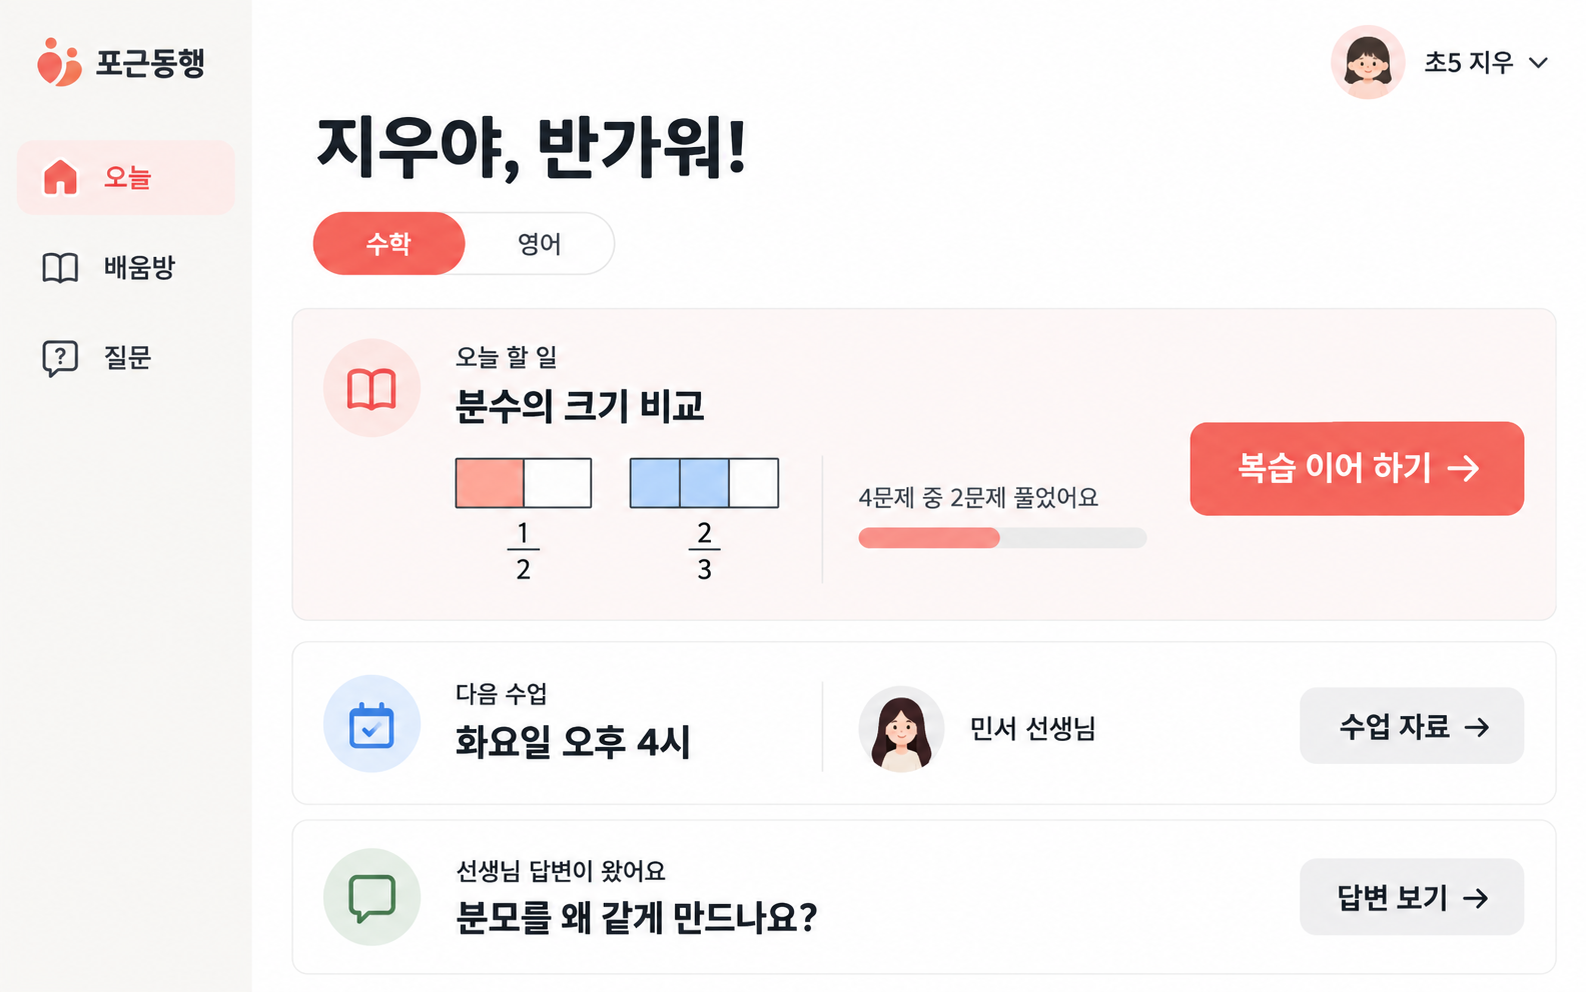 포근동행
초5 지우
오늘
배움방
질문
지우야, 반가워!
수학
영어
오늘 할 일
분수의 크기 비교
1
2
2
3
4문제 중 2문제 풀었어요
복습 이어 하기 →
다음 수업
화요일 오후 4시
민서 선생님
수업 자료 →
선생님 답변이 왔어요
분모를 왜 같게 만드나요?
답변 보기 →